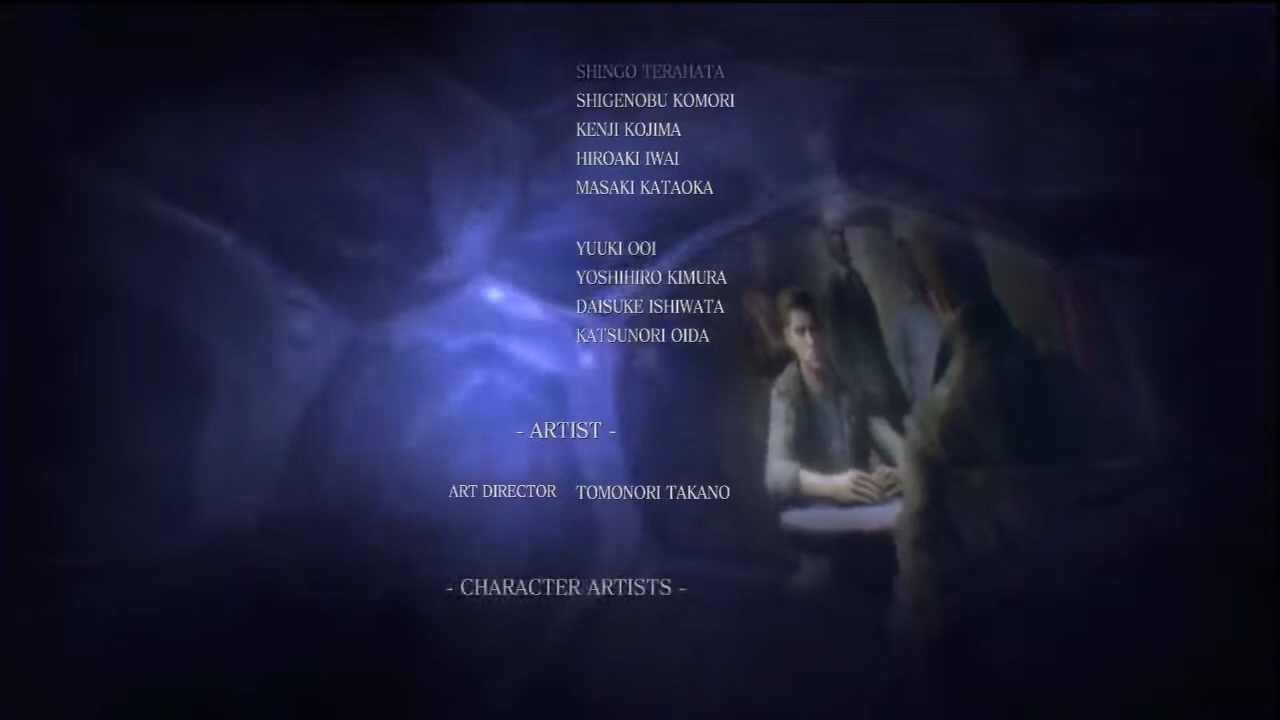 SHINGO TERAHATA
SHIGENOBU KOMORI
KENJI KOJIMA
HIROAKI IWAI
MASAKI KATAOKA
YUUKI OOI
YOSHIHIRO KIMURA
DAISUKE ISHIWATA
KATSUNORI OIDA
- ARTIST -
ART DIRECTOR TOMONORI TAKANO
- CHARACTER ARTISTS -